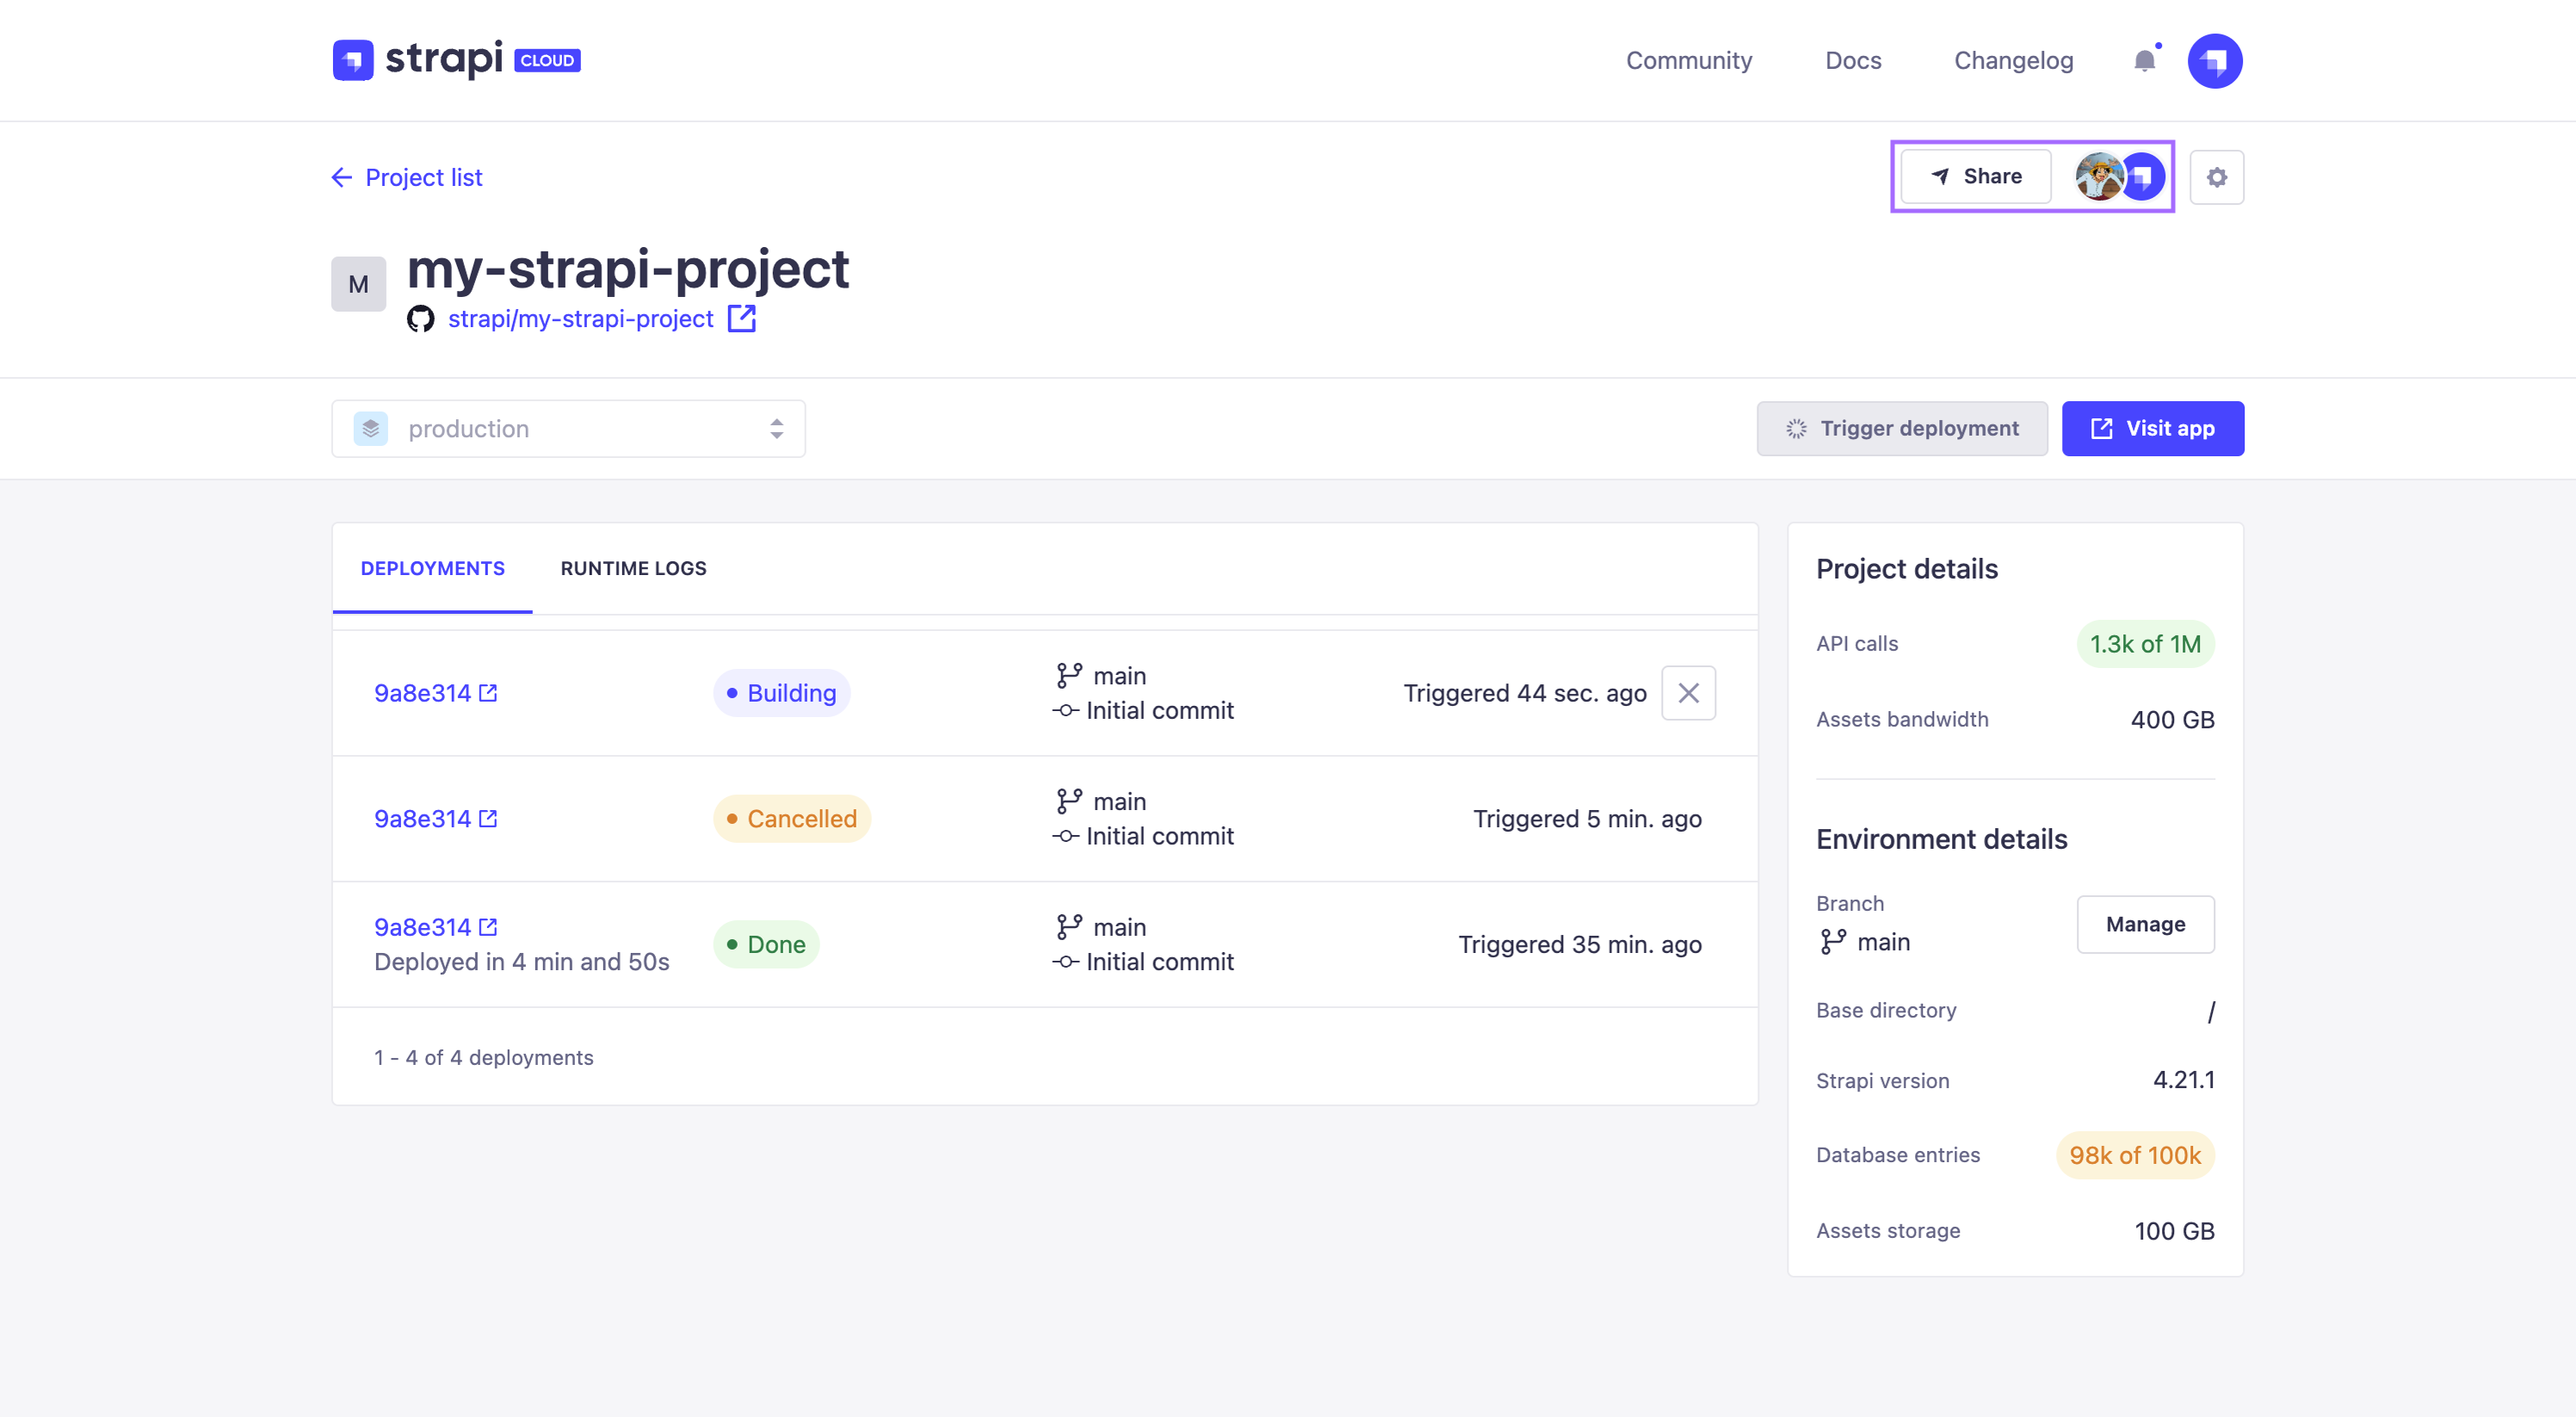 strapi CLOUD
Community Docs Changelog
Project list
Share
M
my-strapi-project
strapi/my-strapi-project
production
Trigger deployment
Visit app
DEPLOYMENTS RUNTIME LOGS
9a8e314
Building
main
Initial commit
Triggered 44 sec. ago
9a8e314
Cancelled
main
Initial commit
Triggered 5 min. ago
9a8e314
Deployed in 4 min and 50s
Done
main
Initial commit
Triggered 35 min. ago
1 - 4 of 4 deployments
Project details
API calls 1.3k of 1M
Assets bandwidth 400 GB
Environment details
Branch
main
Manage
Base directory /
Strapi version 4.21.1
Database entries 98k of 100k
Assets storage 100 GB